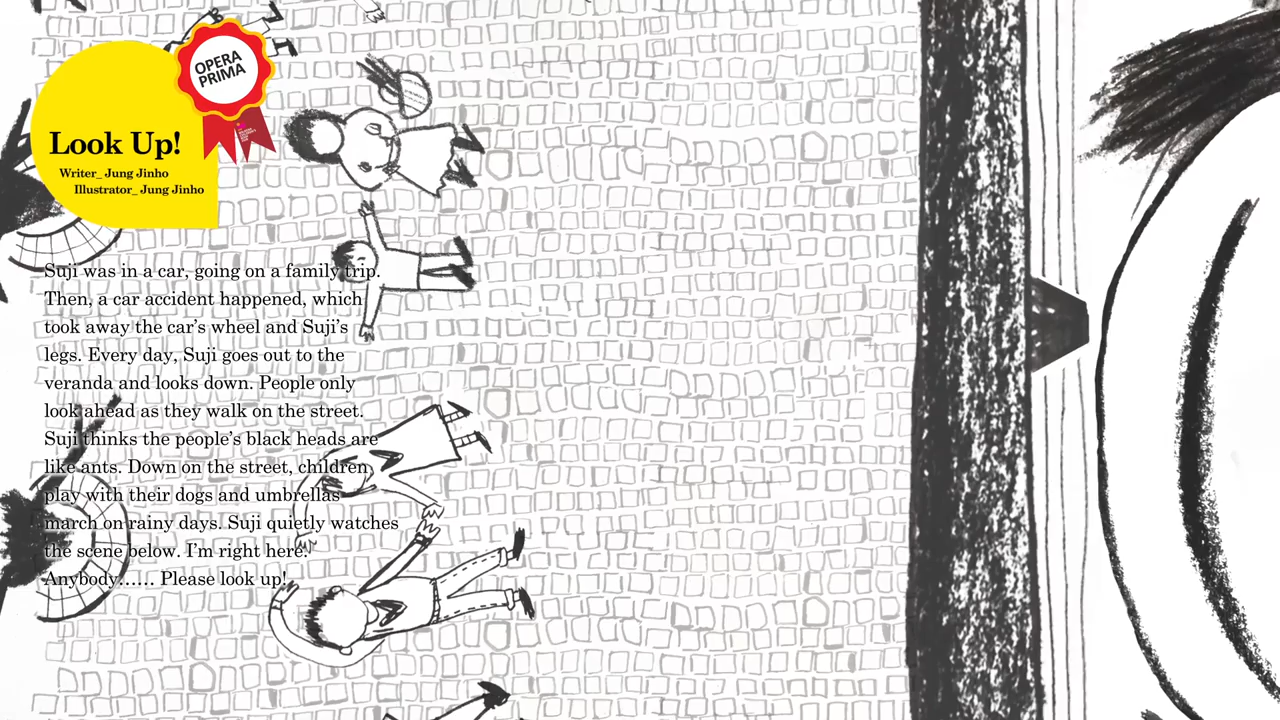 OPERA
PRIMA
Look Up!
Writer_ Jung Jinho
Illustrator_ Jung Jinho
Suji was in a car, going on a family trip.
Then, a car accident happened, which
took away the car's wheel and Suji's
legs. Every day, Suji goes out to the
veranda and looks down. People only
look ahead as they walk on the street.
Suji thinks the people's black heads are
like ants. Down on the street, children
play with their dogs and umbrellas
march on rainy days. Suji quietly watches
the scene below. I'm right here!
Anybody…… Please look up!